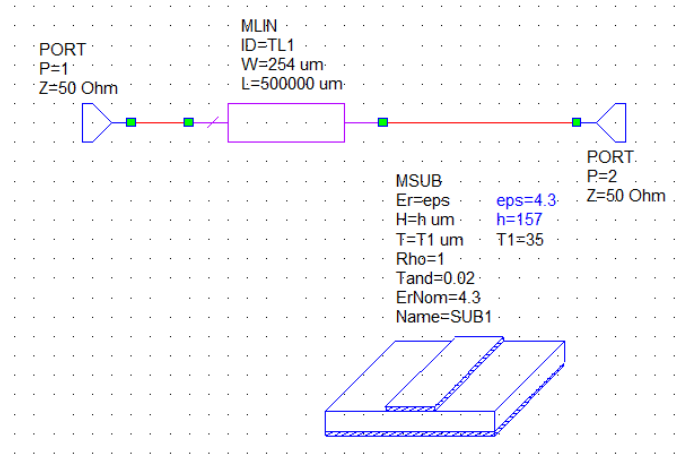 PORT
P=1
Z=50 Ohm
MLIN
ID=TL1
W=254 um
L=500000 um
PORT
P=2
Z=50 Ohm
MSUB
Er=eps
H=h um
T=T1 um
Rho=1
Tand=0.02
ErNom=4.3
Name=SUB1
eps=4.3
h=157
T1=35